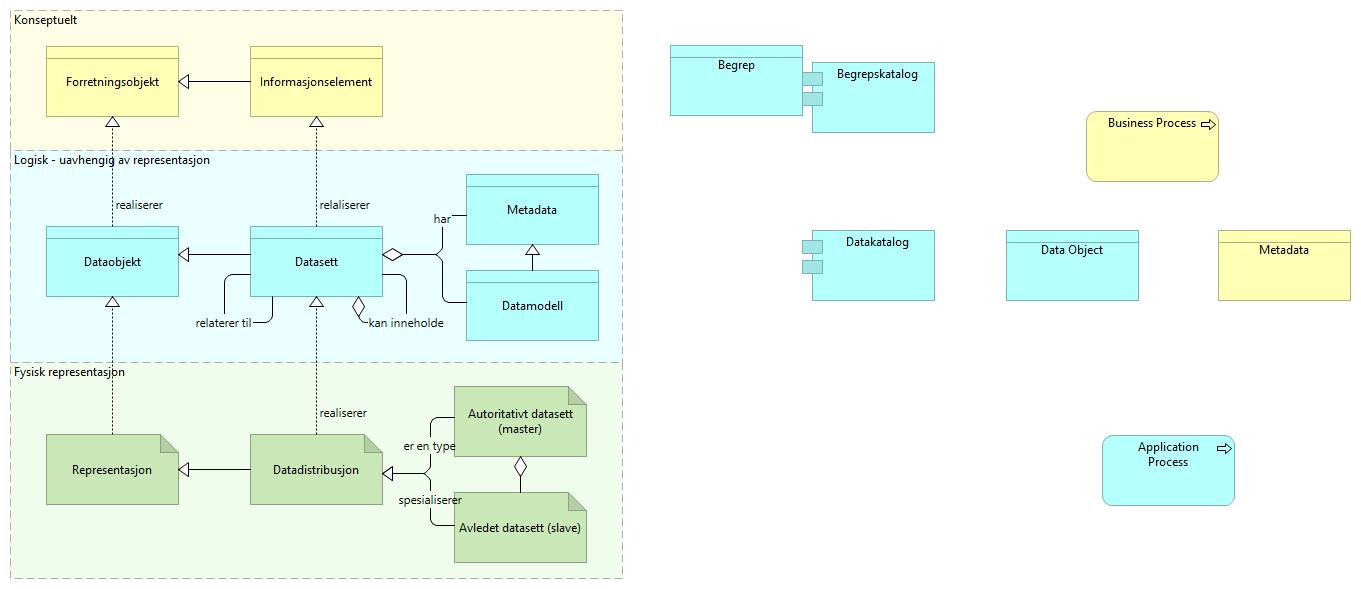 Konseptuelt
Forretningsobjekt
Informasjonselement
Logisk - uavhengig av representasjon
realiserer
relaliserer
Metadata
har
Dataobjekt
Datasett
Datamodell
relaterer til
kan inneholde
Fysisk representasjon
realiserer
Autoritativt datasett
(master)
er en type
Representasjon
Datadistribusjon
spesialiserer
Avledet datasett (slave)
Begrep
Begrepskatalog
Business Process
Datakatalog
Data Object
Metadata
Application
Process